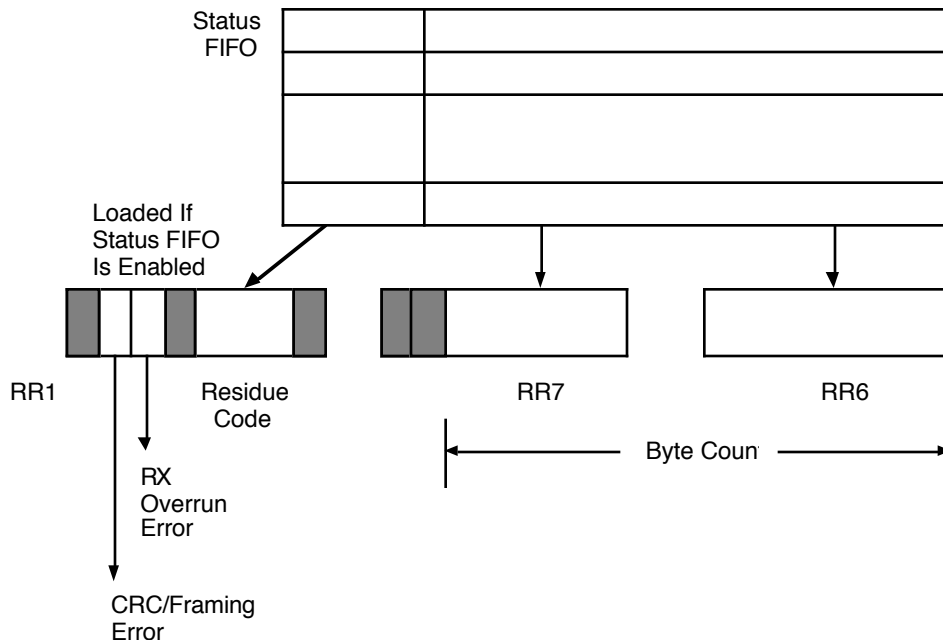 Status
FIFO
Loaded If
Status FIFO
Is Enabled
RR1
Residue
Code
RR7
RR6
Byte Coun
RX
Overrun
Error
CRC/Framing
Error